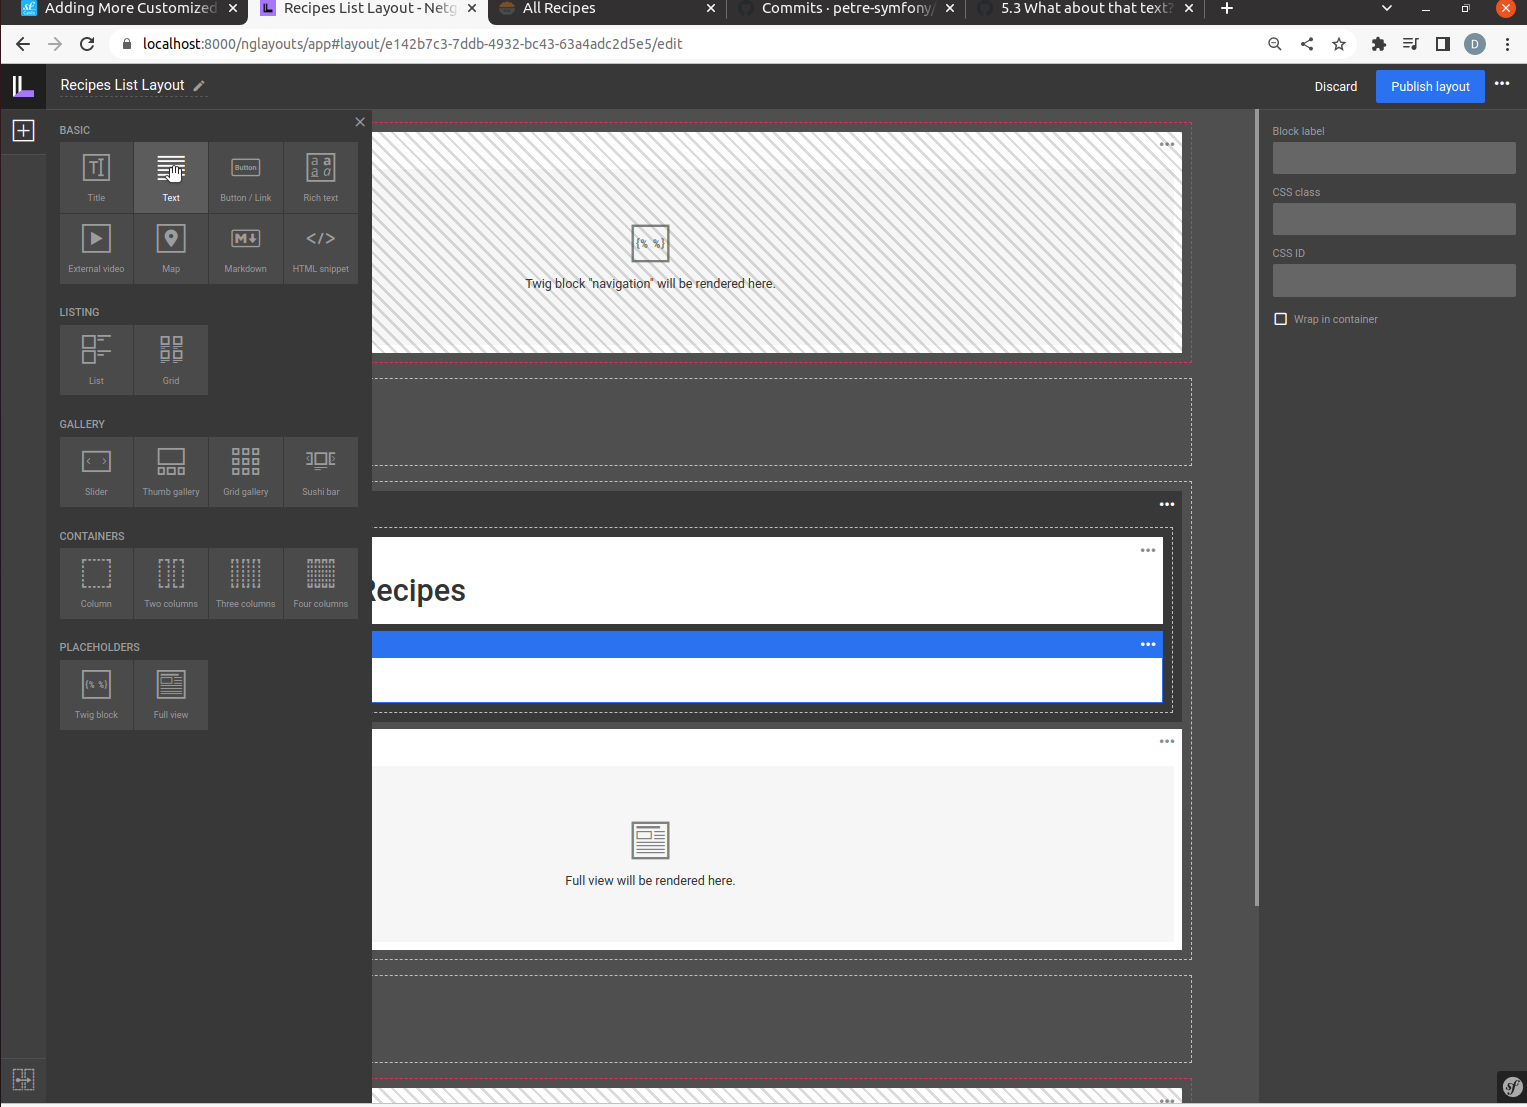 Adding More Customized
Recipes List Layout - Netg
All Recipes
Commits · petre-symfony/
5.3 What about that text?
localhost:8000/nglayouts/app#layout/e142b7c3-7ddb-4932-bc43-63a4adc2d5e5/edit
D
Recipes List Layout
Discard
Publish layout
BASIC
Title
Text
Button
Button / Link
Rich text
External video
Map
Markdown
HTML snippet
LISTING
List
Grid
GALLERY
Slider
Thumb gallery
Grid gallery
Sushi bar
CONTAINERS
Column
Two columns
Three columns
Four columns
PLACEHOLDERS
{% %}
Twig block
Full view
{% %}
Twig block "navigation" will be rendered here.
Recipes
Full view will be rendered here.
Block label
CSS class
CSS ID
Wrap in container
sf